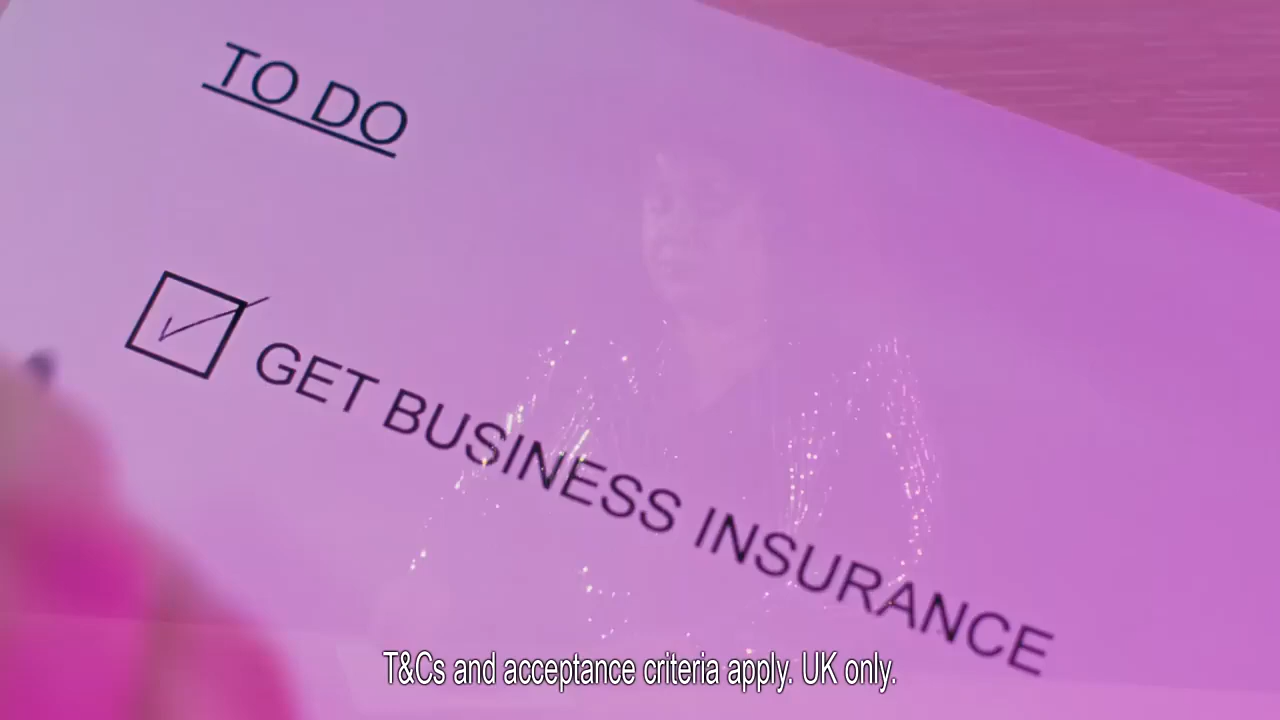 TO DO
GET BUSINESS INSURANCE
T&Cs and acceptance criteria apply. UK only.